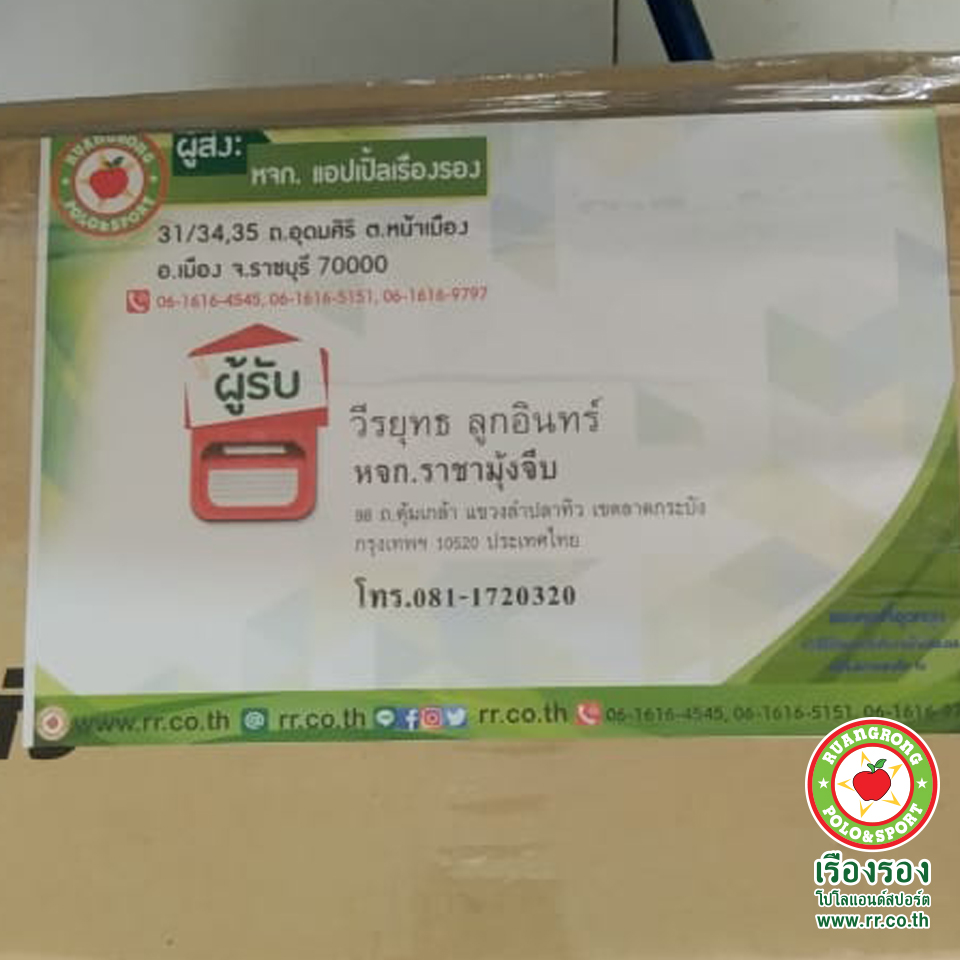 RUANGRONG
POLO&SPORT
ผู้ส่ง:
หจก. แอปเปิ้ลเรืองรอง
31/34,35 ถ.อุดมศิริ ต.หน้าเมือง
อ.เมือง จ.ราชบุรี 70000
06-1616-4545, 06-1616-5151, 06-1616-9797
ผู้รับ
วีรยุทธ ลูกอินทร์
หจก.ราชามุ้งจีบ
98 ถ.คุ้มเกล้า แขวงลำปลาทิว เขตลาดกระบัง
กรุงเทพฯ 10520 ประเทศไทย
โทร.081-1720320
www.rr.co.th @ rr.co.th rr.co.th 06-1616-4545, 06-1616-5151, 06-1616-97
RUANGRONG
POLO&SPORT
เรืองรอง
โปโลแอนด์สปอร์ต
www.rr.co.th